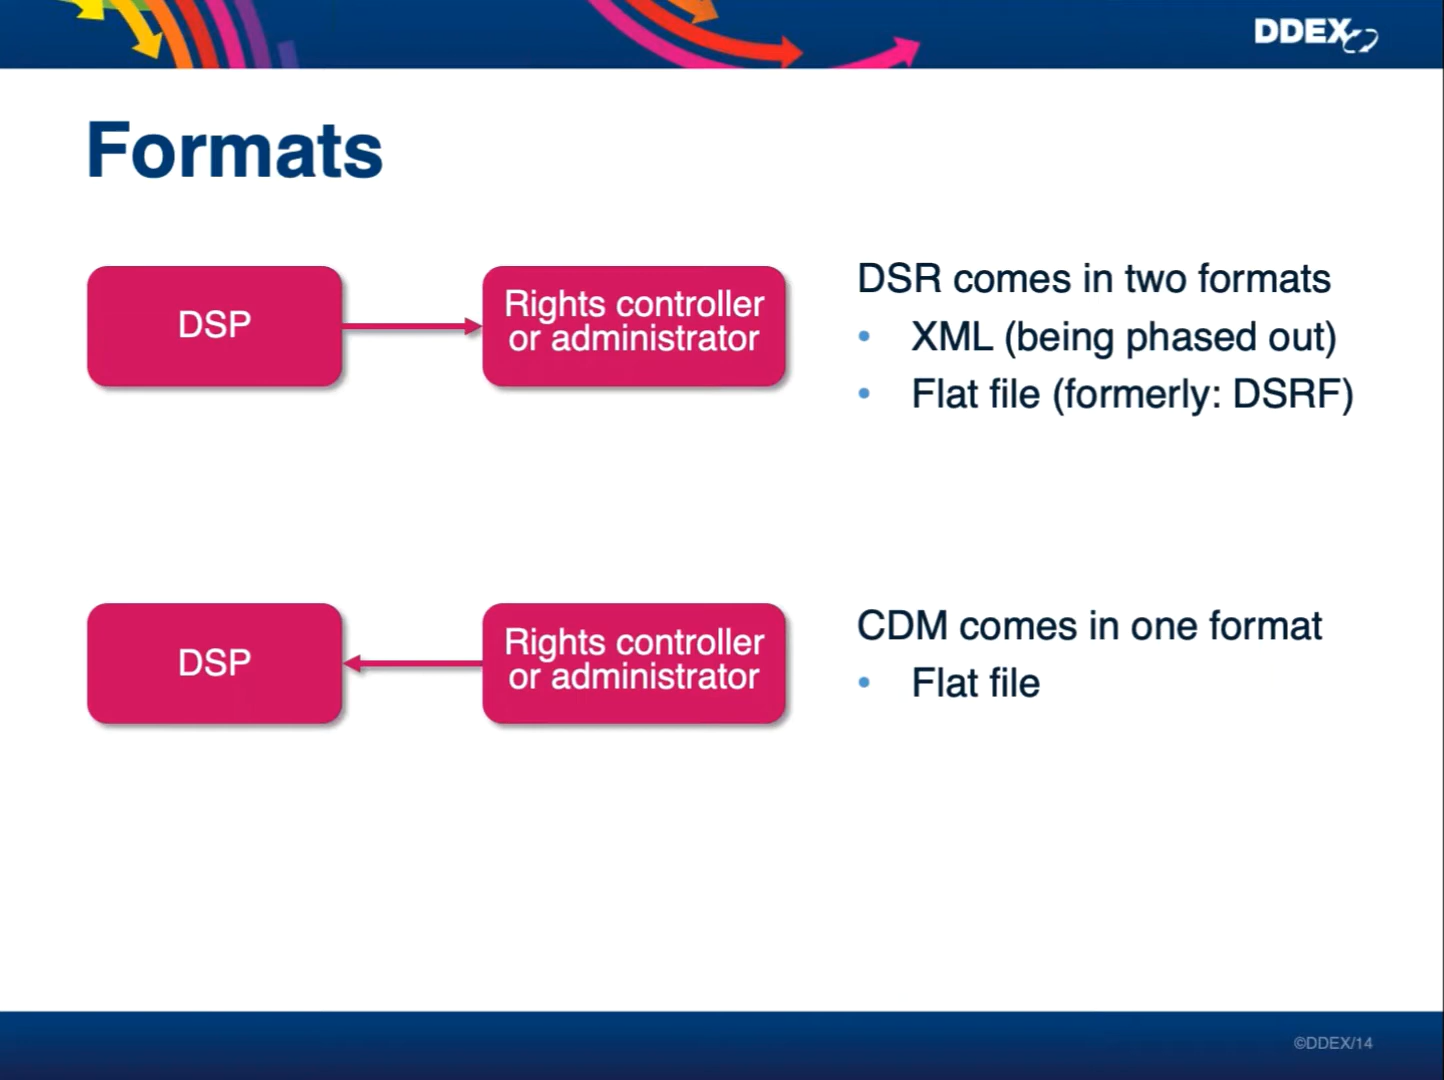 DDEX
Formats
DSP
Rights controller
or administrator
DSR comes in two formats
• XML (being phased out)
• Flat file (formerly: DSRF)
DSP
Rights controller
or administrator
CDM comes in one format
• Flat file
©DDEX/14